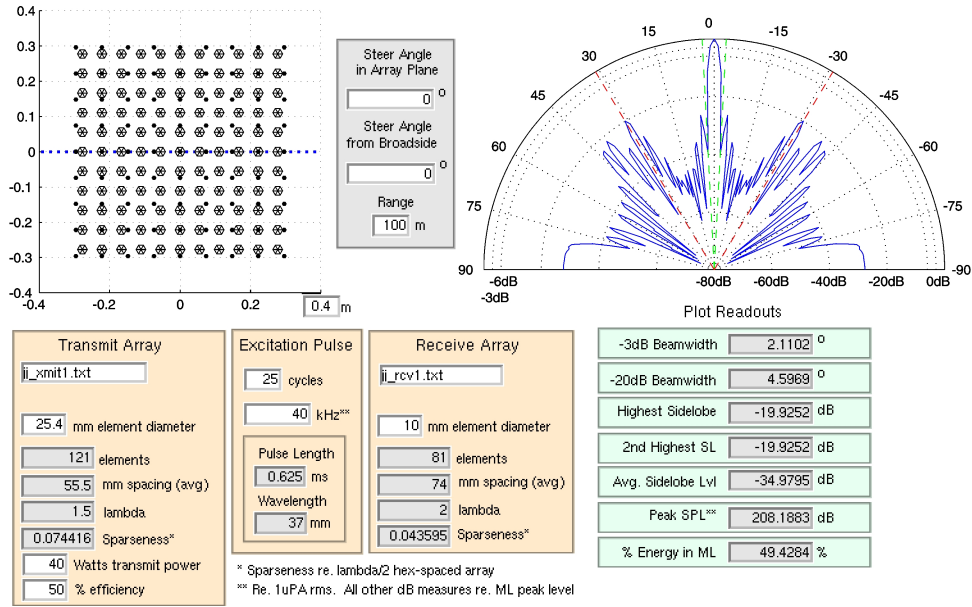 0.4
0.3
0.2
0.1
0
-0.1
-0.2
-0.3
-0.4
-0.4
-0.2
0
0.2
0.4 m
Steer Angle
in Array Plane
0 o
Steer Angle
from Broadside
0 o
Range
100 m
0
15
-15
30
-30
45
-45
60
-60
75
-75
90
-90
-6dB
-3dB
-80dB
-60dB
-40dB
-20dB
0dB
Transmit Array
jj_xmit1.txt
25.4 mm element diameter
121 elements
55.5 mm spacing (avg)
1.5 lambda
0.074416 Sparseness*
40 Watts transmit power
50 % efficiency
Excitation Pulse
25 cycles
40 kHz**
Pulse Length
0.625 ms
Wavelength
37 mm
Receive Array
jj_rcv1.txt
10 mm element diameter
81 elements
74 mm spacing (avg)
2 lambda
0.043595 Sparseness*
* Sparseness re. lambda/2 hex-spaced array
** Re. 1uPA rms. All other dB measures re. ML peak level
Plot Readouts
-3dB Beamwidth 2.1102 o
-20dB Beamwidth 4.5969 o
Highest Sidelobe -19.9252 dB
2nd Highest SL -19.9252 dB
Avg. Sidelobe Lvl -34.9795 dB
Peak SPL** 208.1883 dB
% Energy in ML 49.4284 %